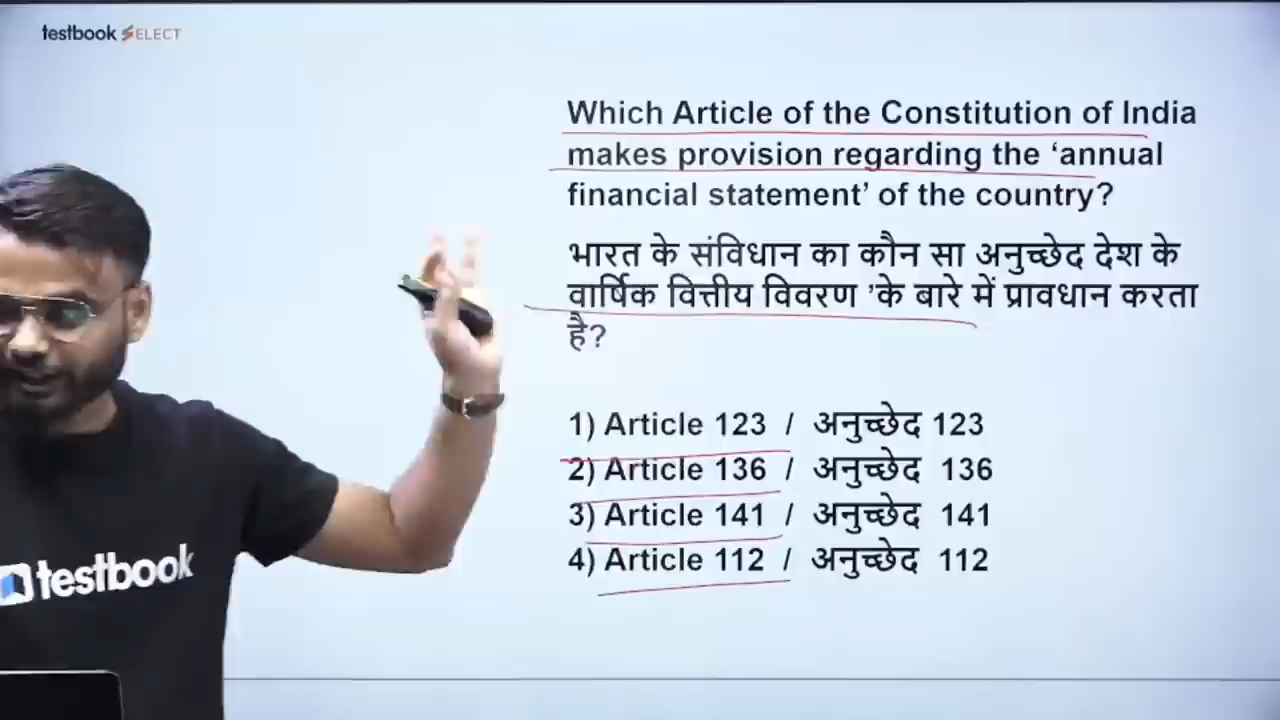 testbook SELECT
Which Article of the Constitution of India
makes provision regarding the ‘annual
financial statement’ of the country?
भारत के संविधान का कौन सा अनुच्छेद देश के
वार्षिक वित्तीय विवरण ’के बारे में प्रावधान करता
है?
1) Article 123 / अनुच्छेद 123
2) Article 136 / अनुच्छेद 136
3) Article 141 / अनुच्छेद 141
4) Article 112 / अनुच्छेद 112
testbook